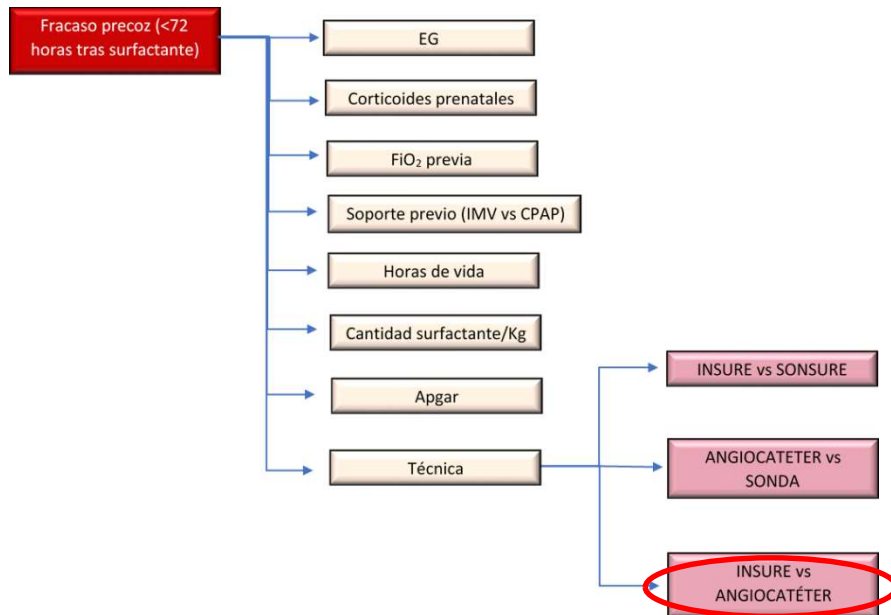 Fracaso precoz (<72
horas tras surfactante)
EG
Corticoides prenatales
FiO₂ previa
Soporte previo (IMV vs CPAP)
Horas de vida
Cantidad surfactante/Kg
Apgar
Técnica
INSURE vs SONSURE
ANGIOCATETER vs
SONDA
INSURE vs
ANGIOCATÉTER